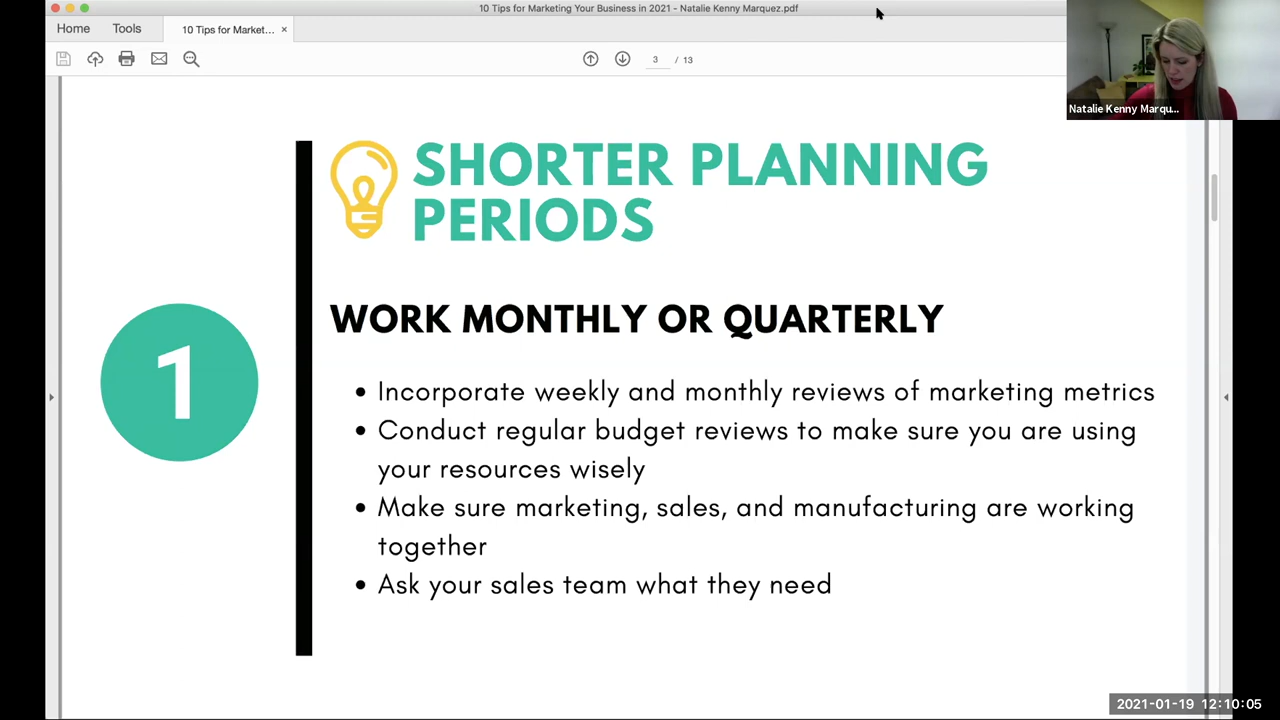 10 Tips for Marketing Your Business in 2021 - Natalie Kenny Marquez.pdf
Home
Tools
10 Tips for Market...
3 / 13
Natalie Kenny Marqu...
SHORTER PLANNING
PERIODS
WORK MONTHLY OR QUARTERLY
1
• Incorporate weekly and monthly reviews of marketing metrics
• Conduct regular budget reviews to make sure you are using
your resources wisely
• Make sure marketing, sales, and manufacturing are working
together
• Ask your sales team what they need
2021-01-19 12:10:05